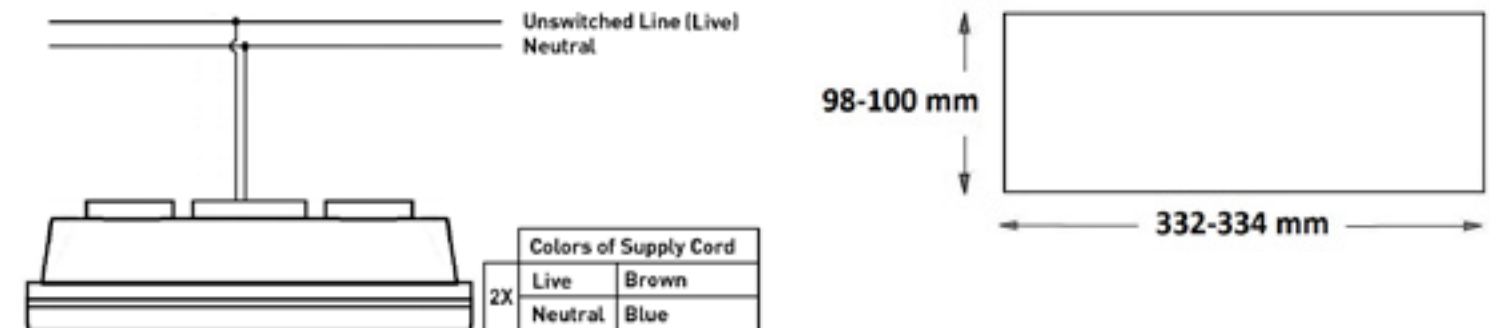 Unswitched Line (Live)
Neutral
98-100 mm
332-334 mm
Colors of Supply Cord
2X
Live Brown
Neutral Blue